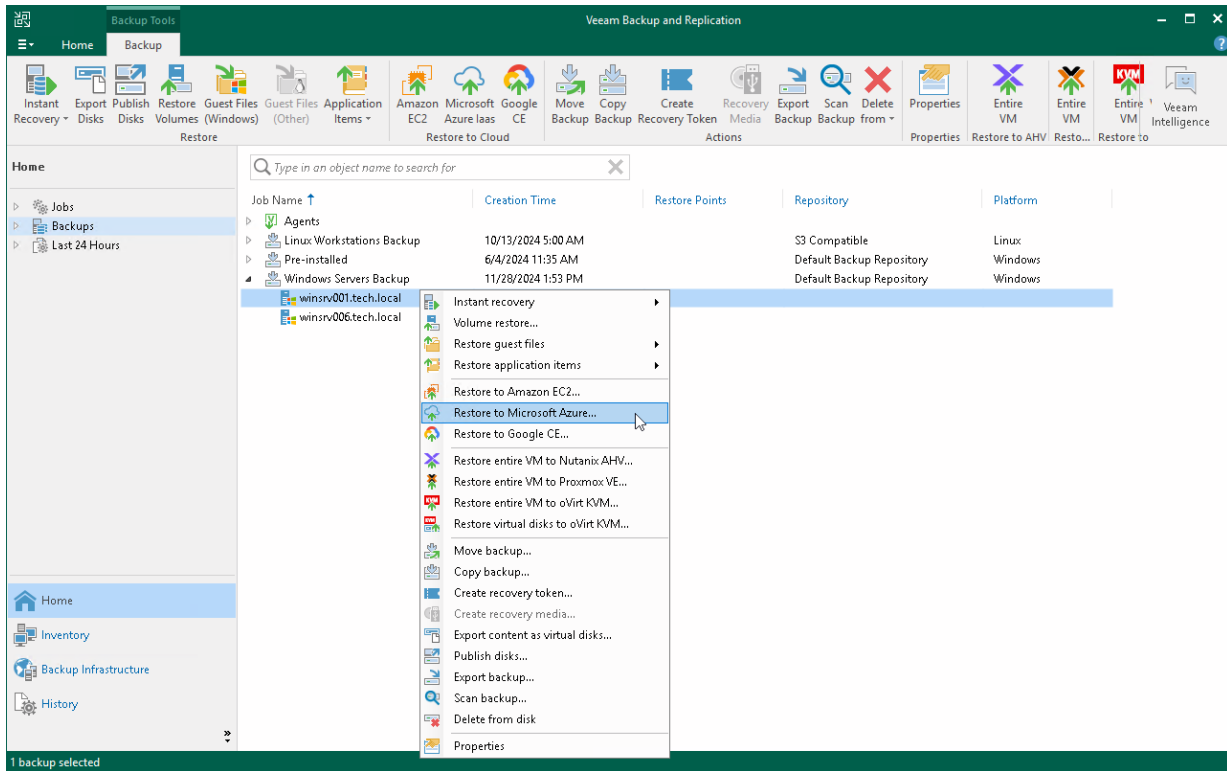 Backup Tools
Veeam Backup and Replication
Home Backup
Instant Recovery
Export Disks
Publish Disks
Restore Volumes
Guest Files (Windows)
Guest Files (Other)
Application Items
Restore
Amazon EC2
Microsoft Azure Iaas
Google CE
Restore to Cloud
Move Backup
Copy Backup
Create Recovery Token
Recovery Media
Export Backup
Scan Backup
Delete from
Actions
Properties
Properties
Entire VM
Restore to AHV
Entire VM
Resto...
Entire VM
Restore to
Veeam Intelligence
Home
Type in an object name to search for
Jobs
Backups
Last 24 Hours
Job Name Creation Time Restore Points Repository Platform
Agents
Linux Workstations Backup 10/13/2024 5:00 AM S3 Compatible Linux
Pre-installed 6/4/2024 11:35 AM Default Backup Repository Windows
Windows Servers Backup 11/28/2024 1:53 PM Default Backup Repository Windows
winsrv001.tech.local
winsrv006.tech.local
Instant recovery
Volume restore...
Restore guest files
Restore application items
Restore to Amazon EC2...
Restore to Microsoft Azure...
Restore to Google CE...
Restore entire VM to Nutanix AHV...
Restore entire VM to Proxmox VE...
Restore entire VM to oVirt KVM...
Restore virtual disks to oVirt KVM...
Move backup...
Copy backup...
Create recovery token...
Create recovery media...
Export content as virtual disks...
Publish disks...
Export backup...
Scan backup...
Delete from disk
Properties
Home
Inventory
Backup Infrastructure
History
1 backup selected